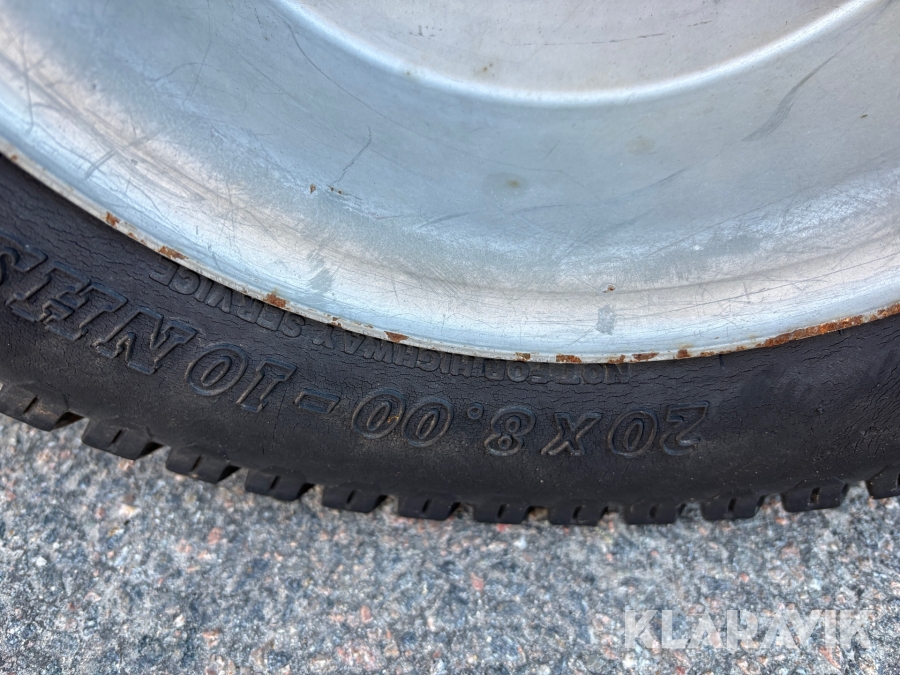 20X8.00-10 NHS
NOT FOR HIGHWAY SERVICE
KLARAVIK